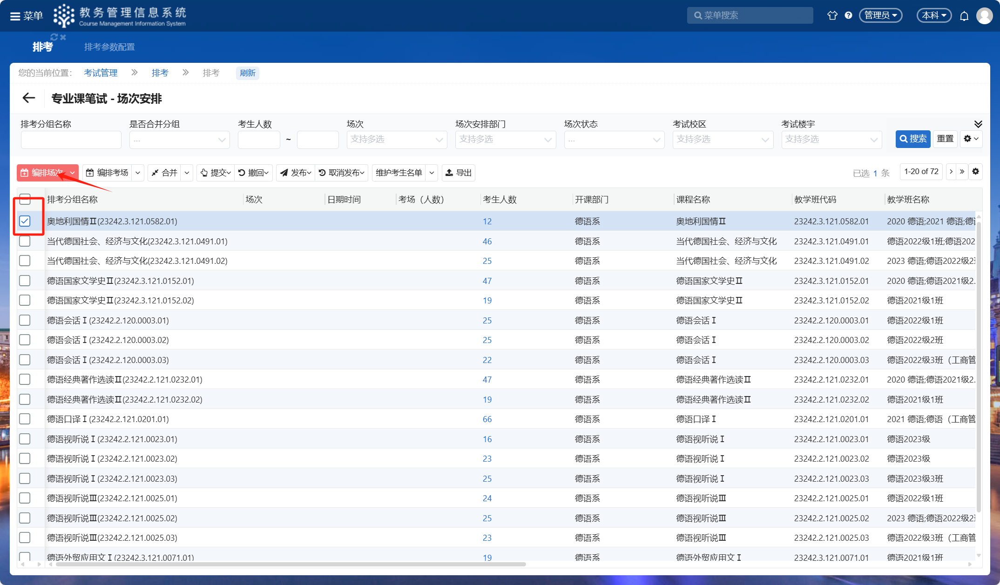 菜单 教务管理信息系统 菜单搜索 管理员 本科
Course Management Information System
排考 排考参数配置
您的当前位置： 考试管理 排考 排考 刷新
专业课笔试 - 场次安排
排考分组名称 是否合并分组 考生人数 场次 场次安排部门 场次状态 考试校区 考试楼宇
... ~ 支持多选 支持多选 ... 支持多选 支持多选 搜索 重置
编排场次 编排考场 合并 提交 撤回 发布 取消发布 维护考生名单 导出 已选 1 条 1-20 of 72
排考分组名称 场次 日期时间 考场（人数） 考生人数 开课部门 课程名称 教学班代码 教学班名称
奥地利国情Ⅱ(23242.3.121.0582.01) 12 德语系 奥地利国情Ⅱ 23242.3.121.0582.01 2020 德语;2021 德语;德
当代德国社会、经济与文化(23242.3.121.0491.01) 46 德语系 当代德国社会、经济与文化 23242.3.121.0491.01 德语2022级1班;德语202
当代德国社会、经济与文化(23242.3.121.0491.02) 25 德语系 当代德国社会、经济与文化 23242.3.121.0491.02 2023 德语;德语2022级2
德语国家文学史Ⅱ(23242.3.121.0152.01) 47 德语系 德语国家文学史Ⅱ 23242.3.121.0152.01 2020 德语;德语2021级2.
德语国家文学史Ⅱ(23242.3.121.0152.02) 19 德语系 德语国家文学史Ⅱ 23242.3.121.0152.02 德语2021级1班
德语会话Ⅰ(23242.2.120.0003.01) 25 德语系 德语会话Ⅰ 23242.2.120.0003.01 德语2022级1班
德语会话Ⅰ(23242.2.120.0003.02) 25 德语系 德语会话Ⅰ 23242.2.120.0003.02 德语2022级2班
德语会话Ⅰ(23242.2.120.0003.03) 22 德语系 德语会话Ⅰ 23242.2.120.0003.03 德语2022级3班（工商管
德语经典著作选读Ⅱ(23242.2.121.0232.01) 47 德语系 德语经典著作选读Ⅱ 23242.2.121.0232.01 2020 德语;德语2021级2.
德语经典著作选读Ⅱ(23242.2.121.0232.02) 19 德语系 德语经典著作选读Ⅱ 23242.2.121.0232.02 德语2021级1班
德语口译Ⅰ(23242.2.121.0201.01) 66 德语系 德语口译Ⅰ 23242.2.121.0201.01 2021 德语;德语（工商管
德语视听说Ⅰ(23242.2.121.0023.01) 16 德语系 德语视听说Ⅰ 23242.2.121.0023.01 德语2023级
德语视听说Ⅰ(23242.2.121.0023.02) 23 德语系 德语视听说Ⅰ 23242.2.121.0023.02 德语2023级
德语视听说Ⅰ(23242.2.121.0023.03) 25 德语系 德语视听说Ⅰ 23242.2.121.0023.03 德语2023级3班
德语视听说Ⅲ(23242.2.121.0025.01) 24 德语系 德语视听说Ⅲ 23242.2.121.0025.01 德语2022级1班
德语视听说Ⅲ(23242.2.121.0025.02) 25 德语系 德语视听说Ⅲ 23242.2.121.0025.02 2023 德语;德语2022级2
德语视听说Ⅲ(23242.2.121.0025.03) 23 德语系 德语视听说Ⅲ 23242.2.121.0025.03 德语2022级3班（工商管
德语外贸应用文Ⅰ(23242.3.121.0071.01) 19 德语系 德语外贸应用文Ⅰ 23242.3.121.0071.01 德语2021级1班